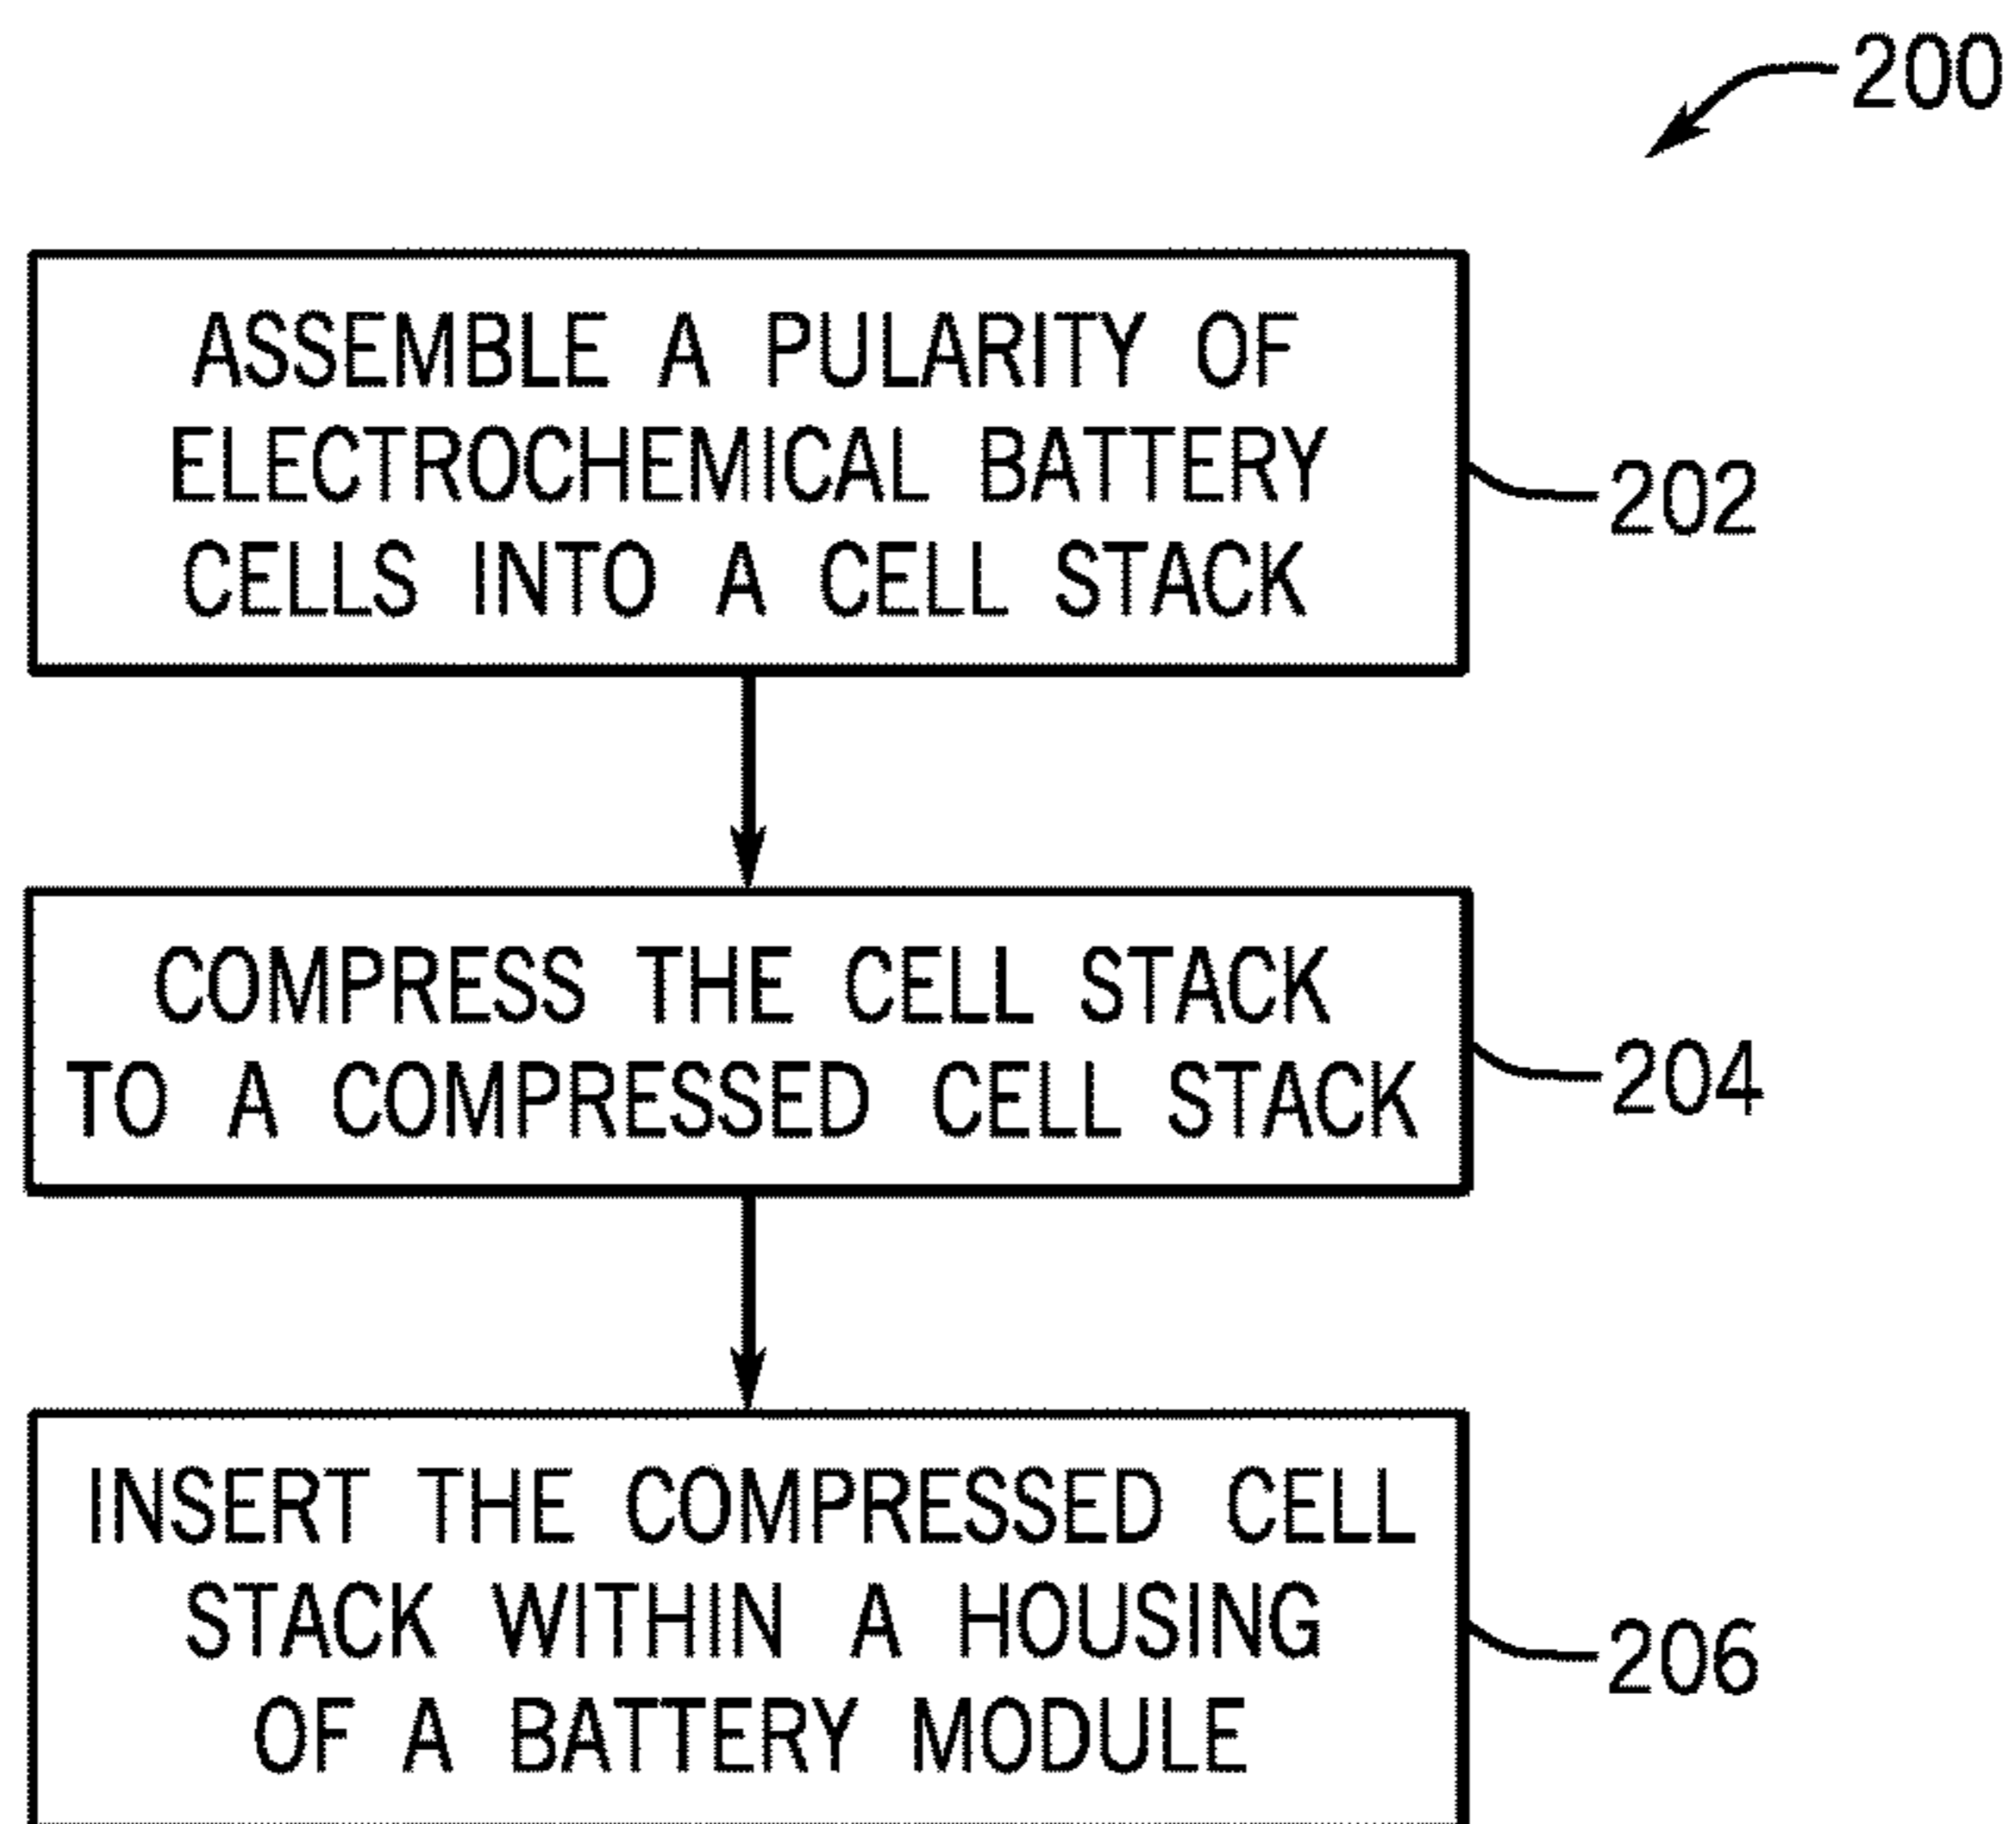 200
ASSEMBLE A PULARITY OF
ELECTROCHEMICAL BATTERY
CELLS INTO A CELL STACK
202
COMPRESS THE CELL STACK
TO A COMPRESSED CELL STACK
204
INSERT THE COMPRESSED CELL
STACK WITHIN A HOUSING
OF A BATTERY MODULE
206